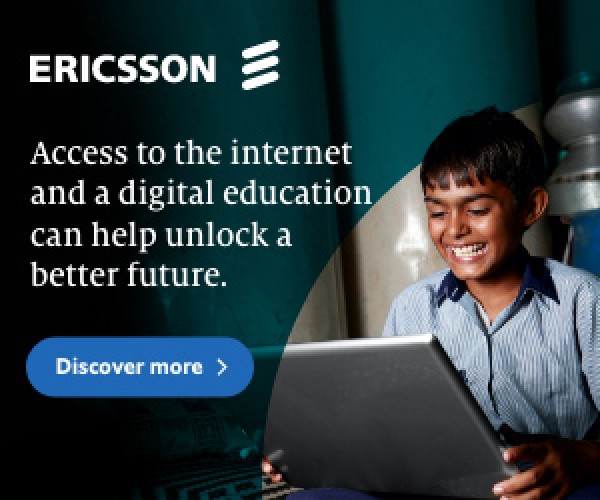 ERICSSON
Access to the internet
and a digital education
can help unlock a
better future.
Discover more